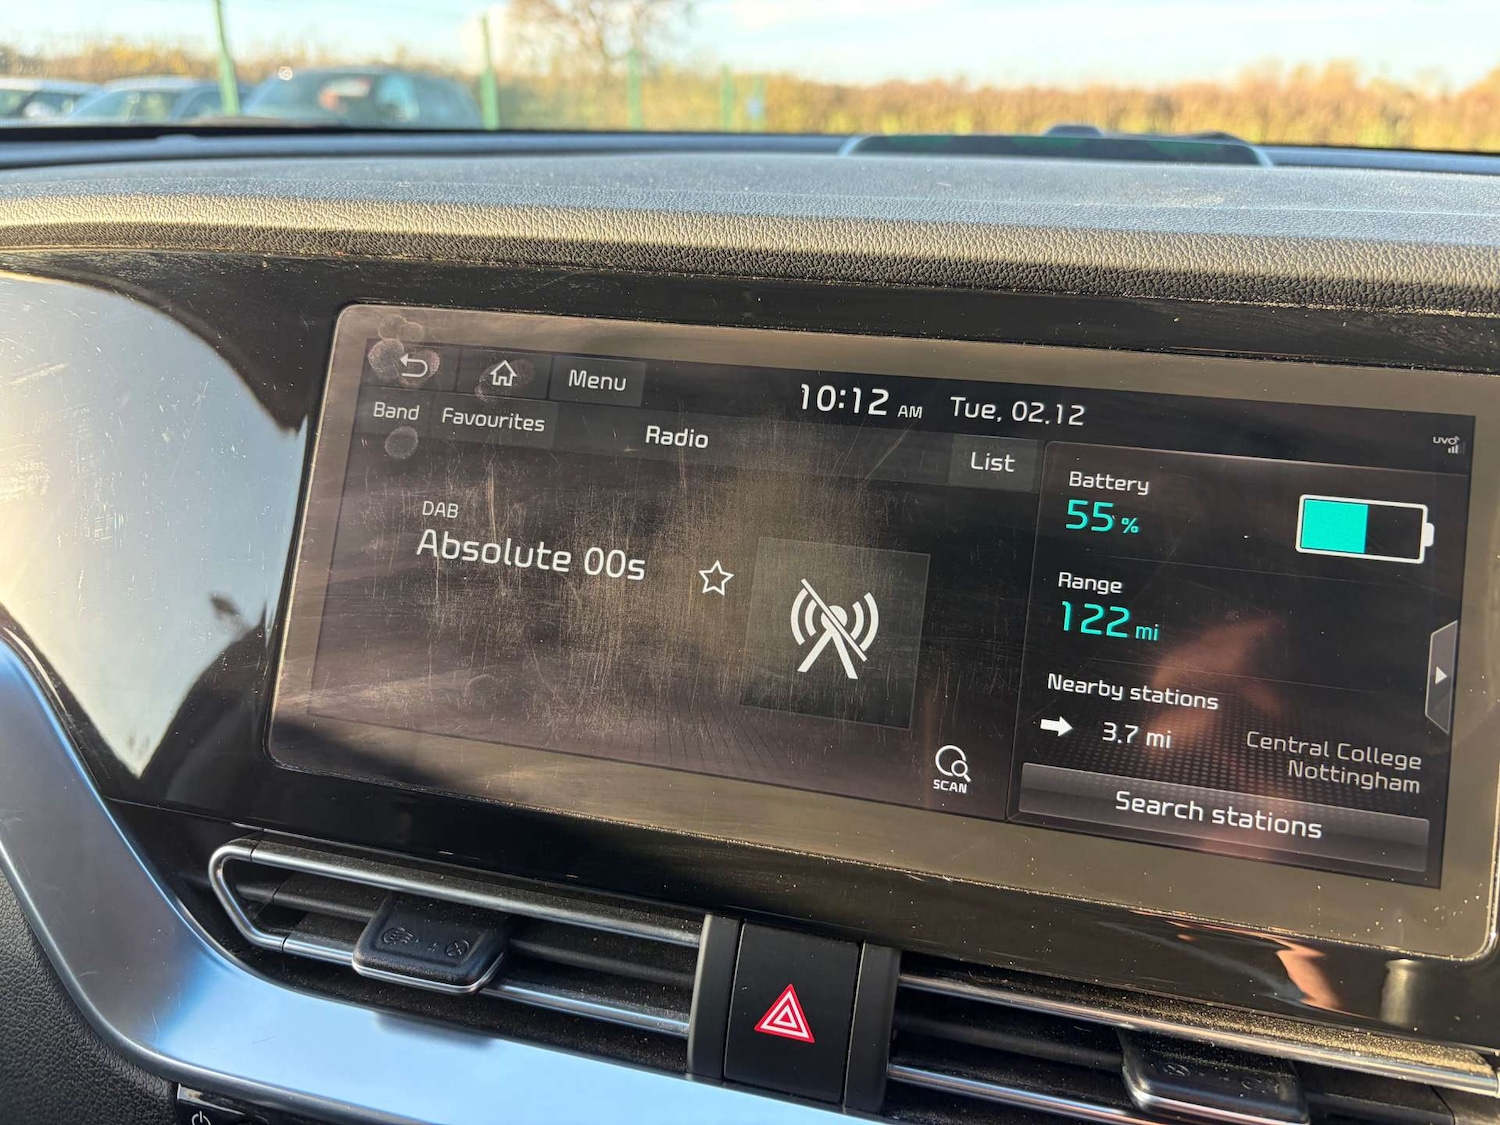 Menu
10:12 AM
Tue, 02.12
UVO
Band
Favourites
Radio
List
DAB
Absolute 00s
SCAN
Battery
55 %
Range
122 mi
Nearby stations
3.7 mi
Central College
Nottingham
Search stations